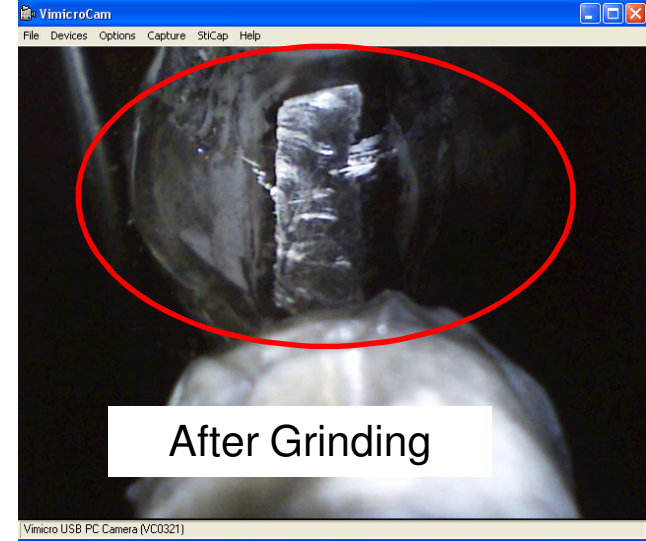 VimicroCam
File Devices Options Capture StiCap Help
After Grinding
Vimicro USB PC Camera (VC0321)